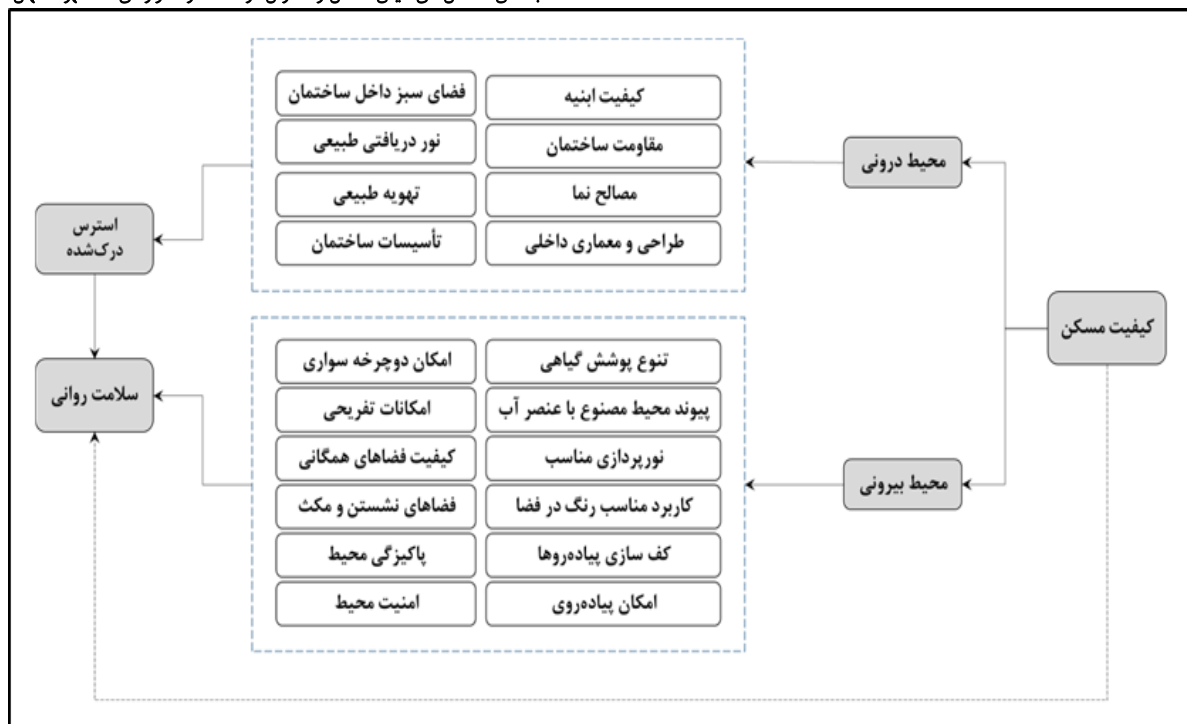 کیفیت مسکن
محیط درونی
کیفیت ابنیه
فضای سبز داخل ساختمان
مقاومت ساختمان
نور دریافتی طبیعی
مصالح نما
تهویه طبیعی
طراحی و معماری داخلی
تأسیسات ساختمان
استرس
درک‌شده
محیط بیرونی
تنوع پوشش گیاهی
امکان دوچرخه سواری
پیوند محیط مصنوع با عنصر آب
امکانات تفریحی
نورپردازی مناسب
کیفیت فضاهای همگانی
کاربرد مناسب رنگ در فضا
فضاهای نشستن و مکث
کف سازی پیاده‌روها
پاکیزگی محیط
امکان پیاده‌روی
امنیت محیط
سلامت روانی